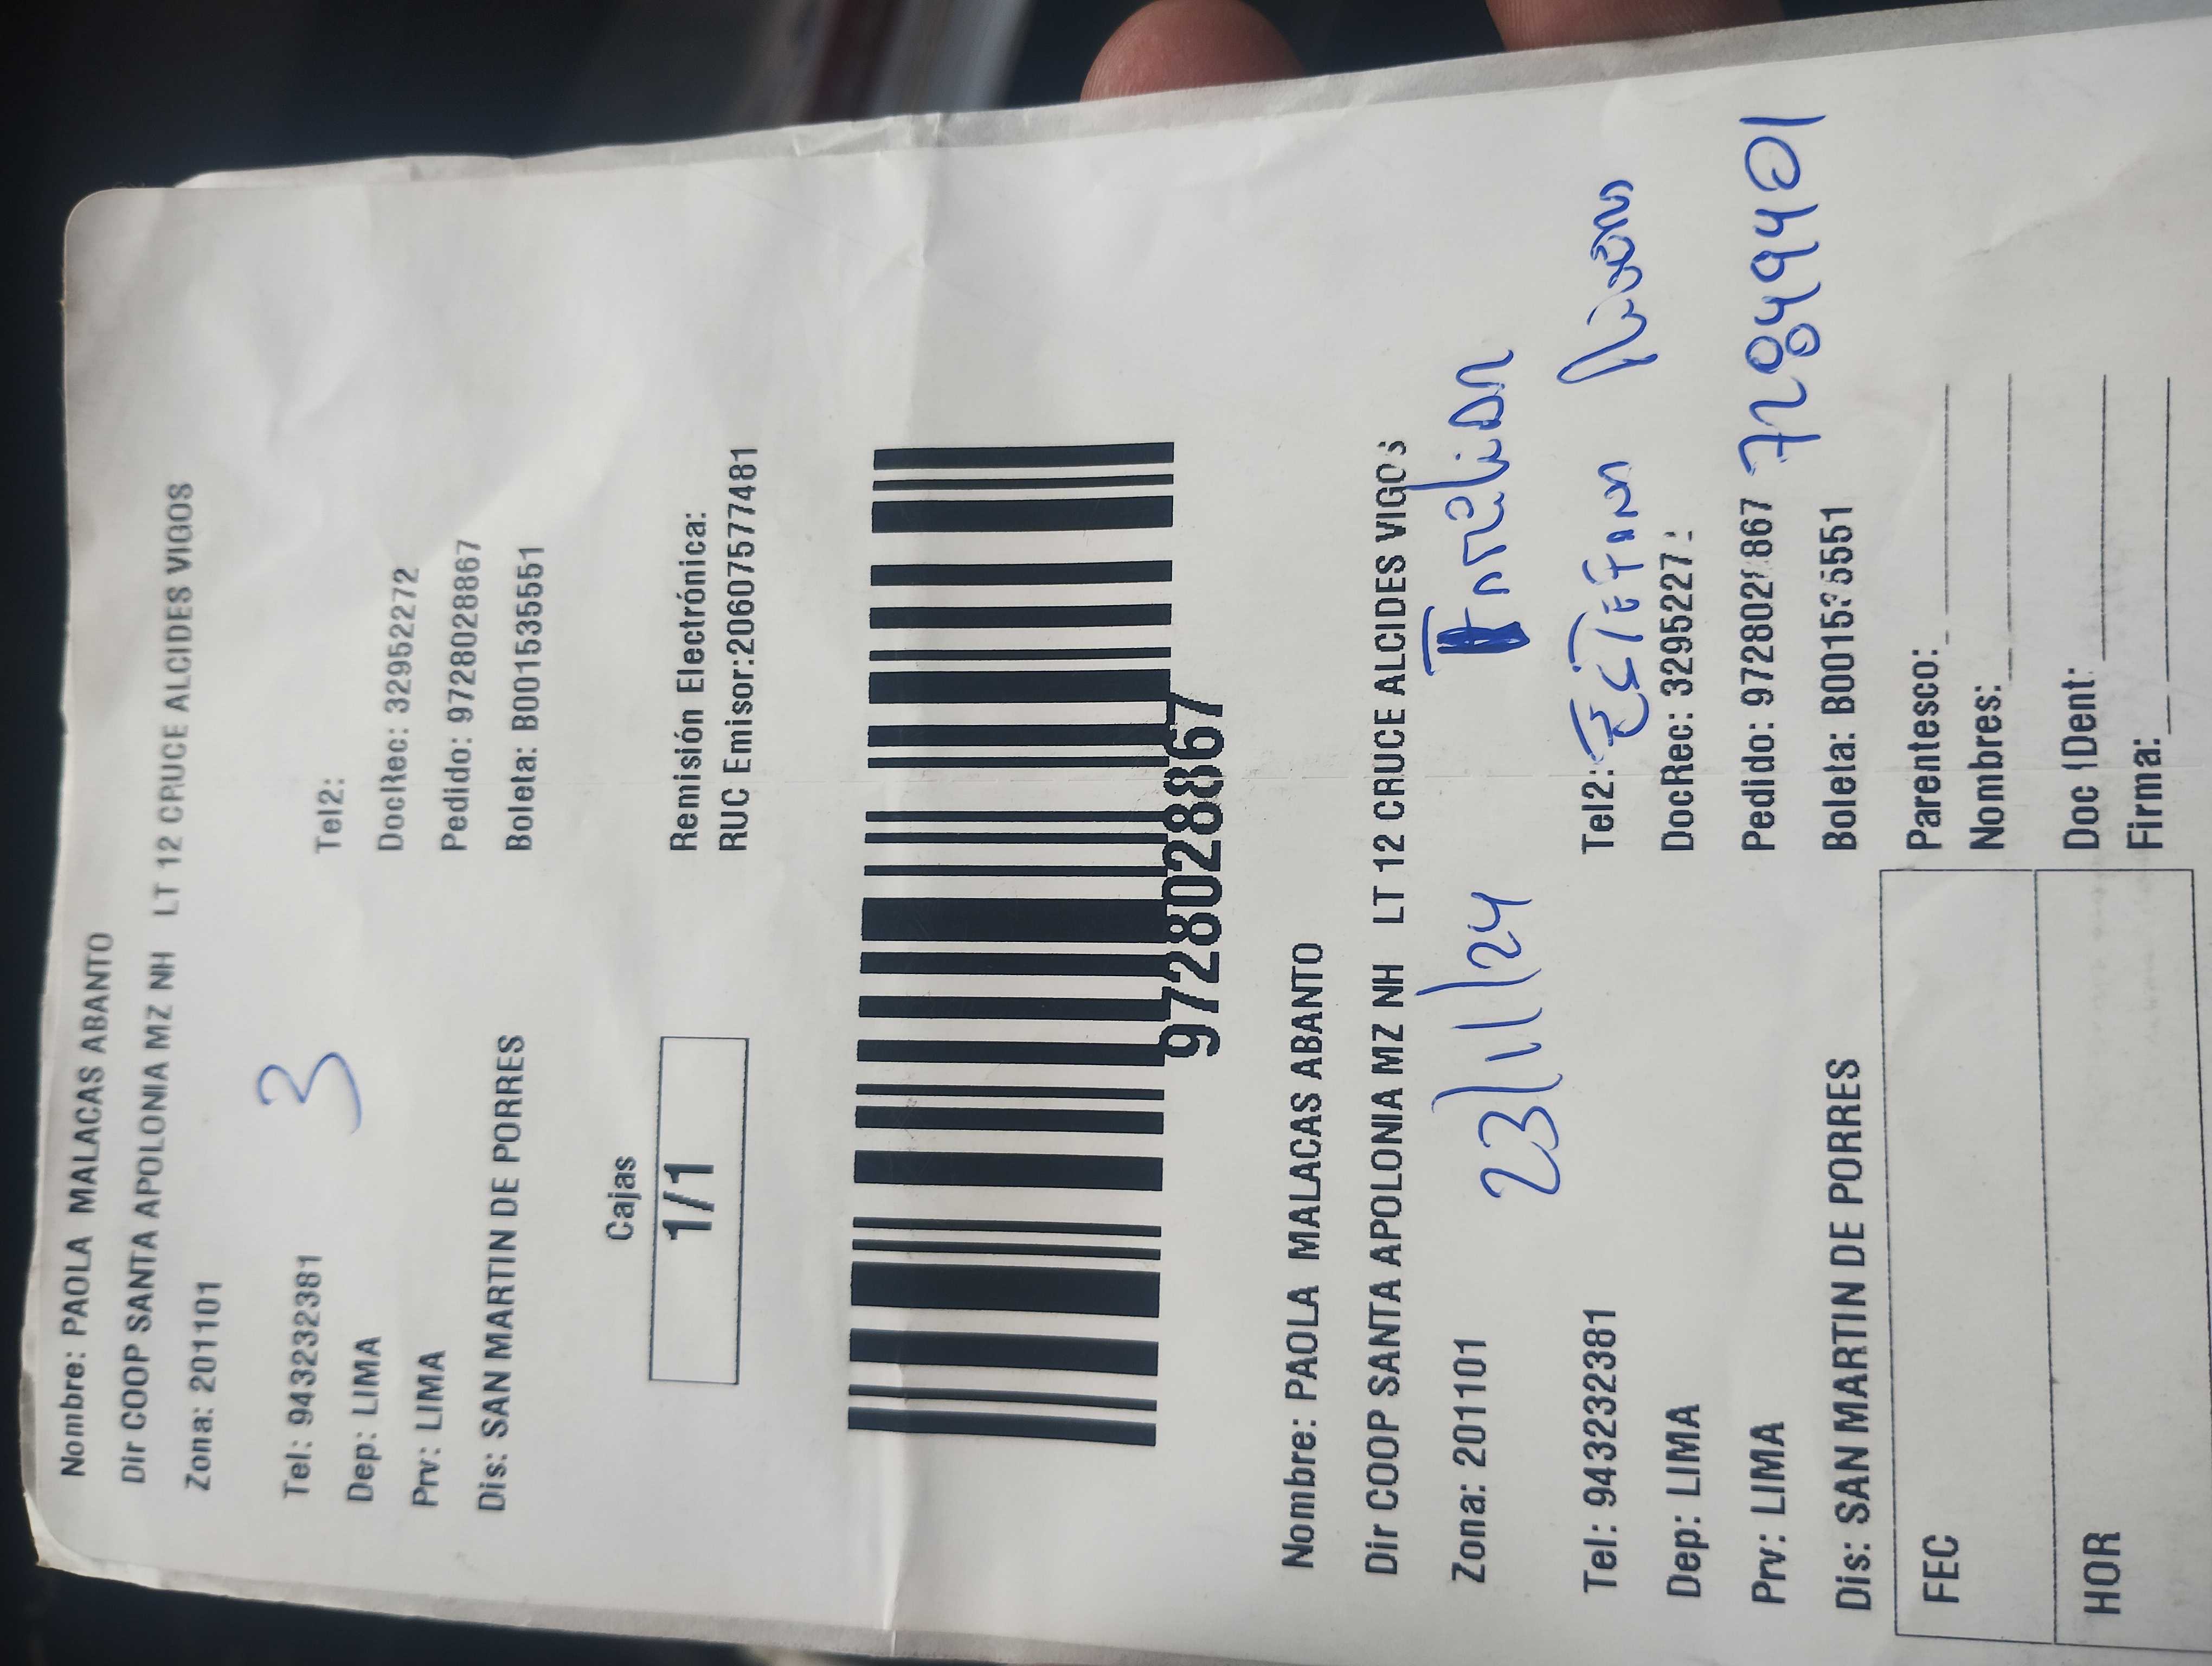 Nombre: PAOLA MALACAS ABANTO
Dir COOP SANTA APOLONIA MZ NH LT 12 CRUCE ALCIDES VIGOS
Zona: 201101
3
Tel: 943232381 Tel2:
Dep: LIMA DocRec: 32952272
Prv: LIMA Pedido: 9728028867
Dis: SAN MARTIN DE PORRES Boleta: B001535551
Cajas
1/1
Remisión Electrónica:
RUC Emisor:20607577481
9728028867
Nombre: PAOLA MALACAS ABANTO
Dir COOP SANTA APOLONIA MZ NH LT 12 CRUCE ALCIDES VIGOS
Zona: 201101 23/11/24
Tel: 943232381 Tel2:
Dep: LIMA DocRec: 3295227
Prv: LIMA Pedido: 9728028867 72849401
Dis: SAN MARTIN DE PORRES Boleta: B001535551
FEC Parentesco:
Nombres:
HOR Doc IDent:
Firma: